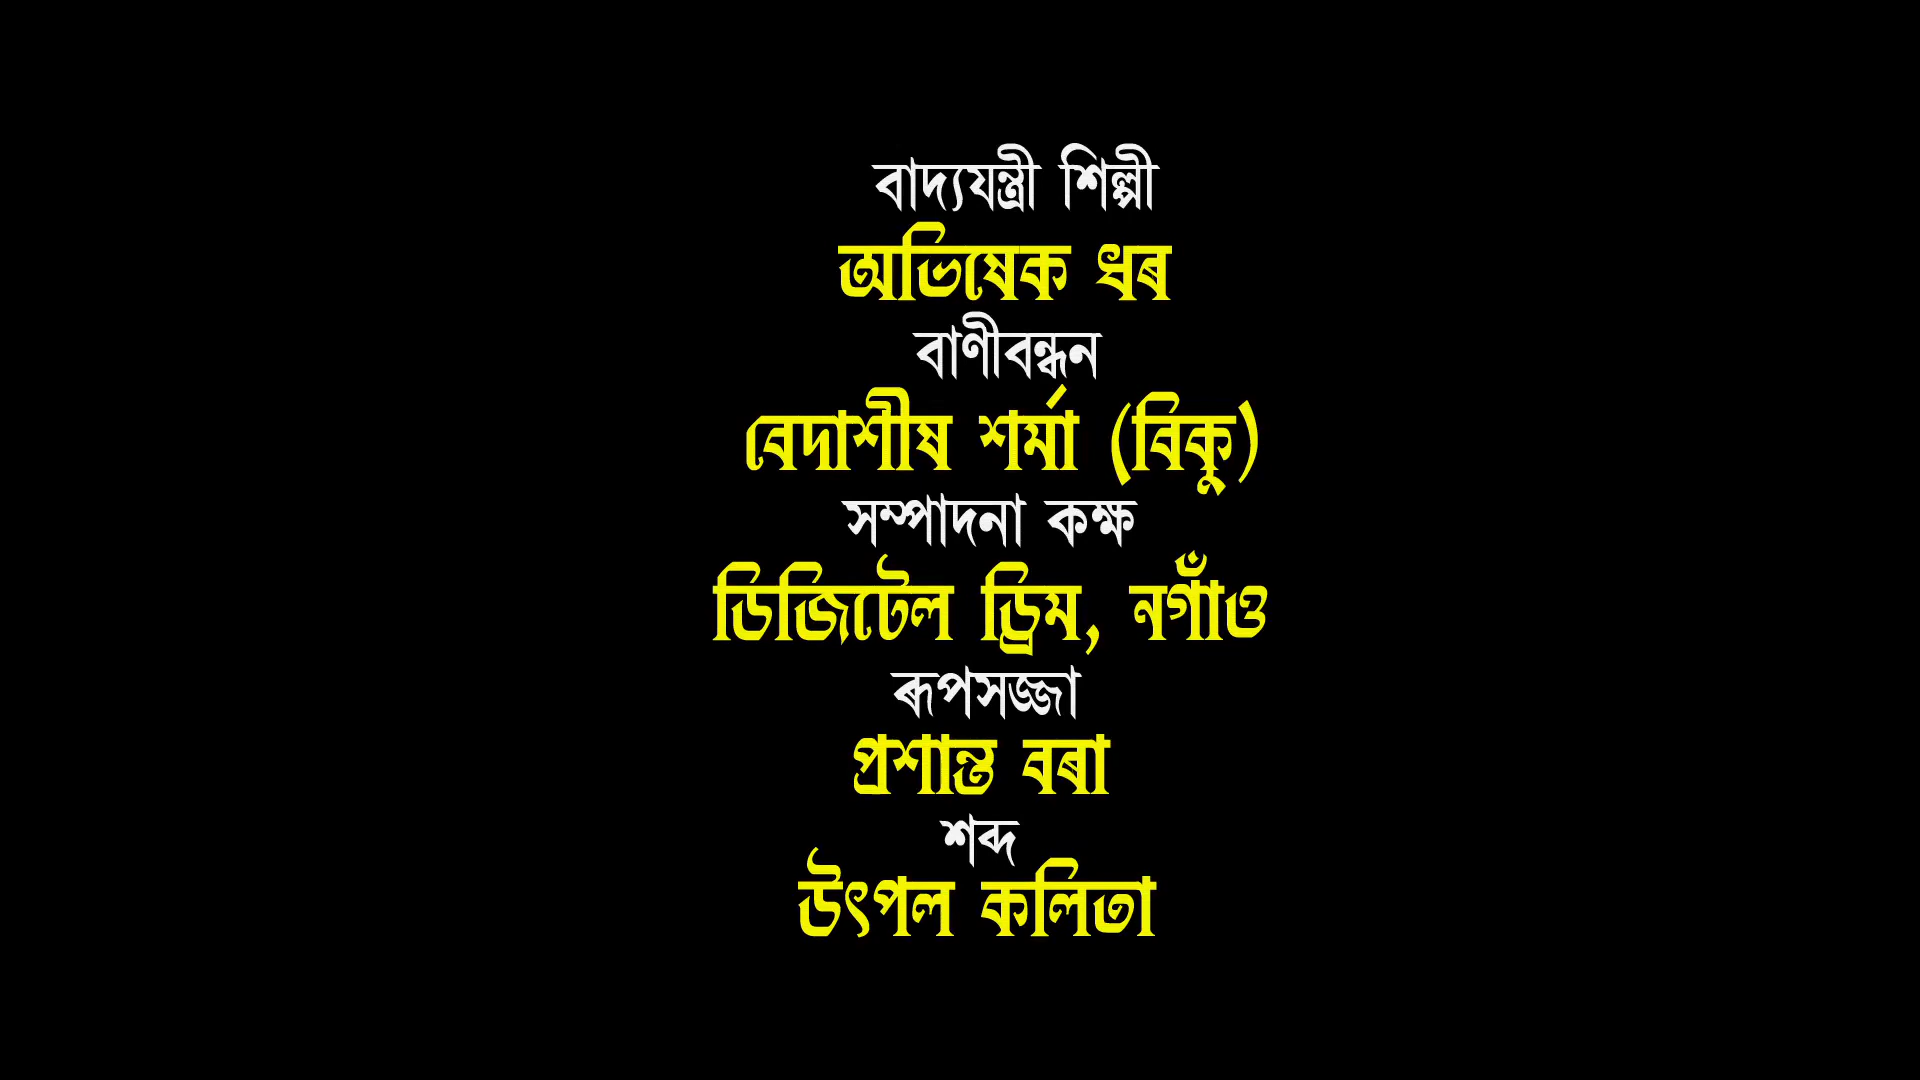 বাদ্যযন্ত্ৰী শিল্পী
অভিষেক ধৰ
বাণীবন্ধন
বেদাশীষ শৰ্মা (বিকু)
সম্পাদনা কক্ষ
ডিজিটেল ড্ৰিম, নগাঁও
ৰূপসজ্জা
প্ৰশান্ত বৰা
শব্দ
উৎপল কলিতা